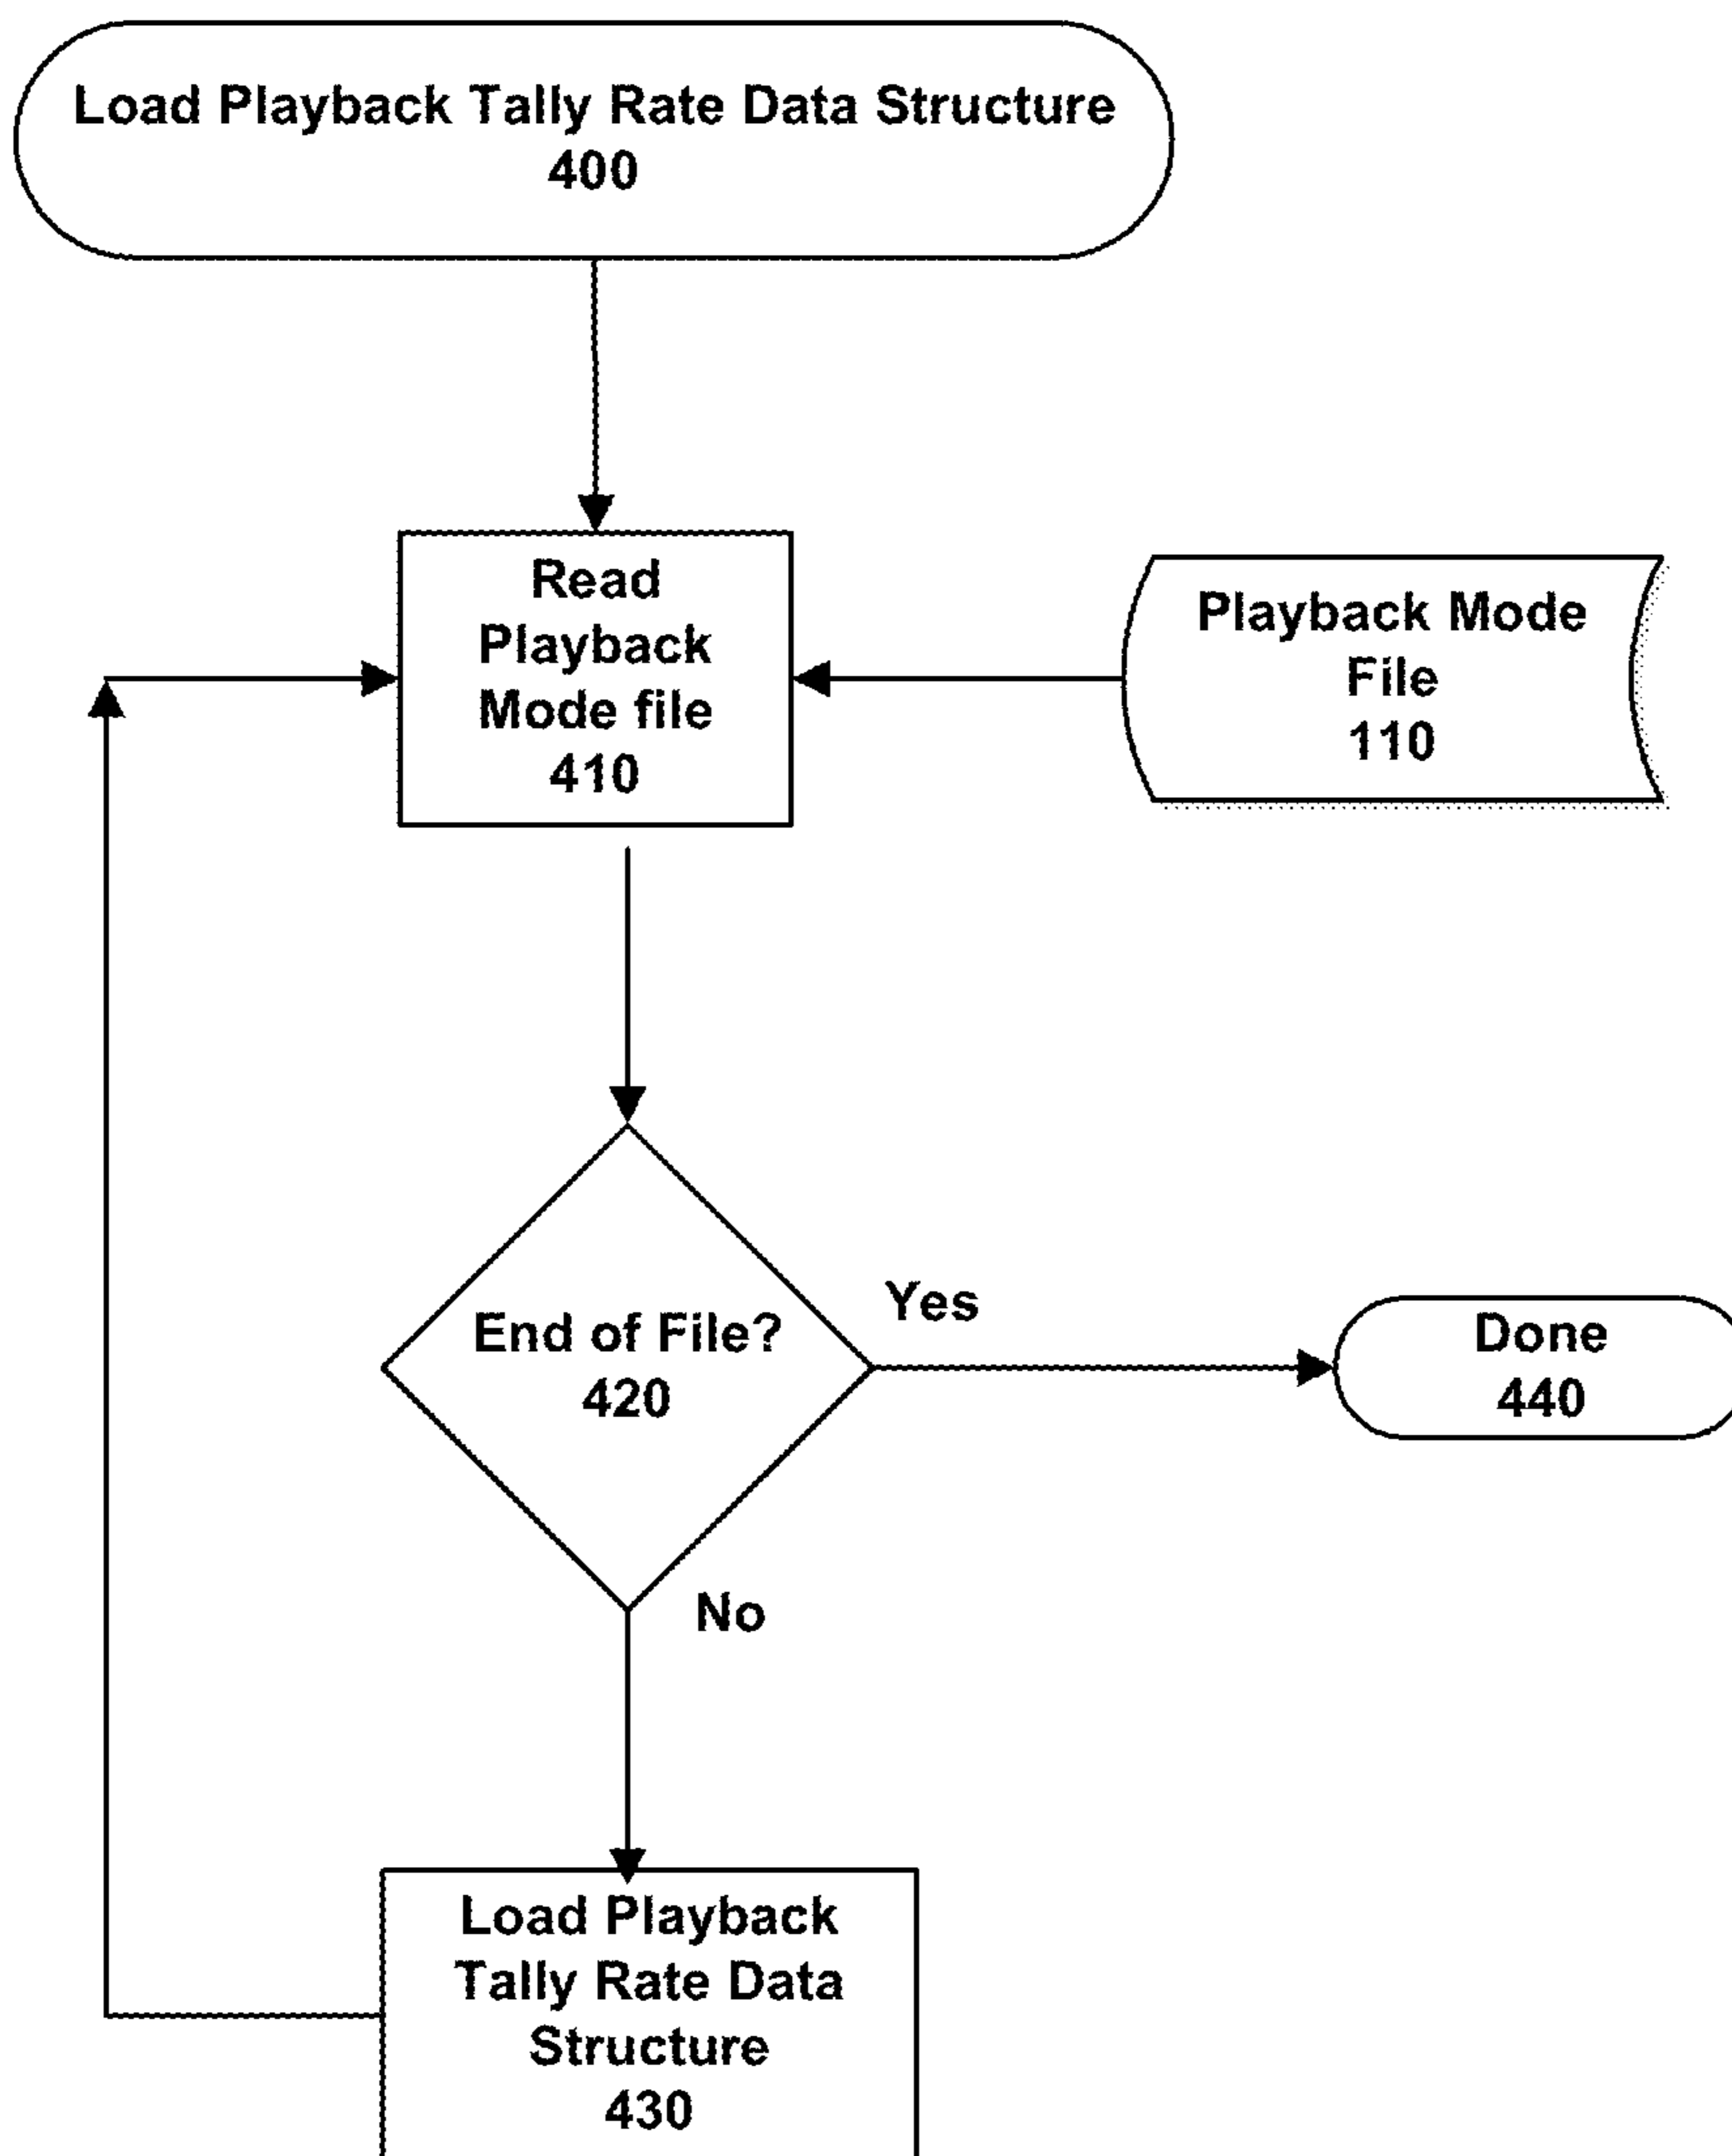 Load Playback Tally Rate Data Structure
400
Read
Playback
Mode file
410
Playback Mode
File
110
End of File?
420
Yes
Done
440
No
Load Playback
Tally Rate Data
Structure
430